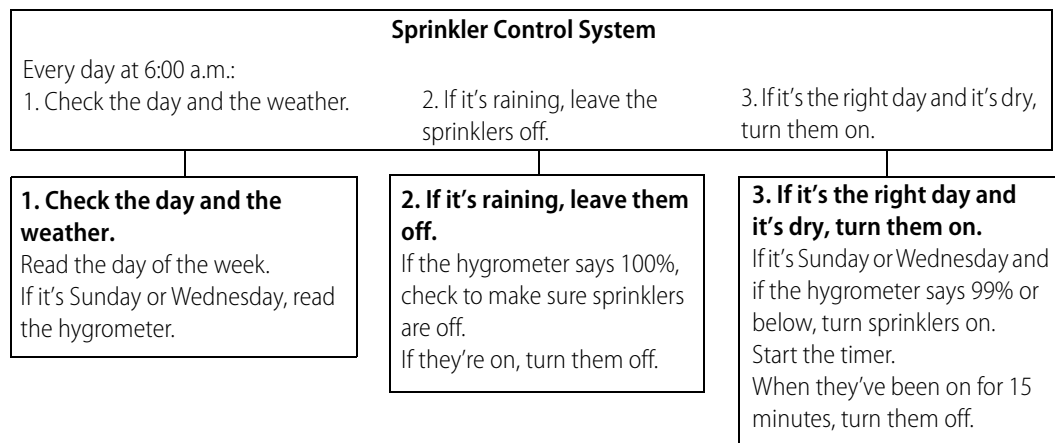 Sprinkler Control System
Every day at 6:00 a.m.:
1. Check the day and the weather.
2. If it's raining, leave the
sprinklers off.
3. If it's the right day and it's dry,
turn them on.
1. Check the day and the
weather.
Read the day of the week.
If it's Sunday or Wednesday, read
the hygrometer.
2. If it's raining, leave them
off.
If the hygrometer says 100%,
check to make sure sprinklers
are off.
If they're on, turn them off.
3. If it's the right day and
it's dry, turn them on.
If it's Sunday or Wednesday and
if the hygrometer says 99% or
below, turn sprinklers on.
Start the timer.
When they've been on for 15
minutes, turn them off.